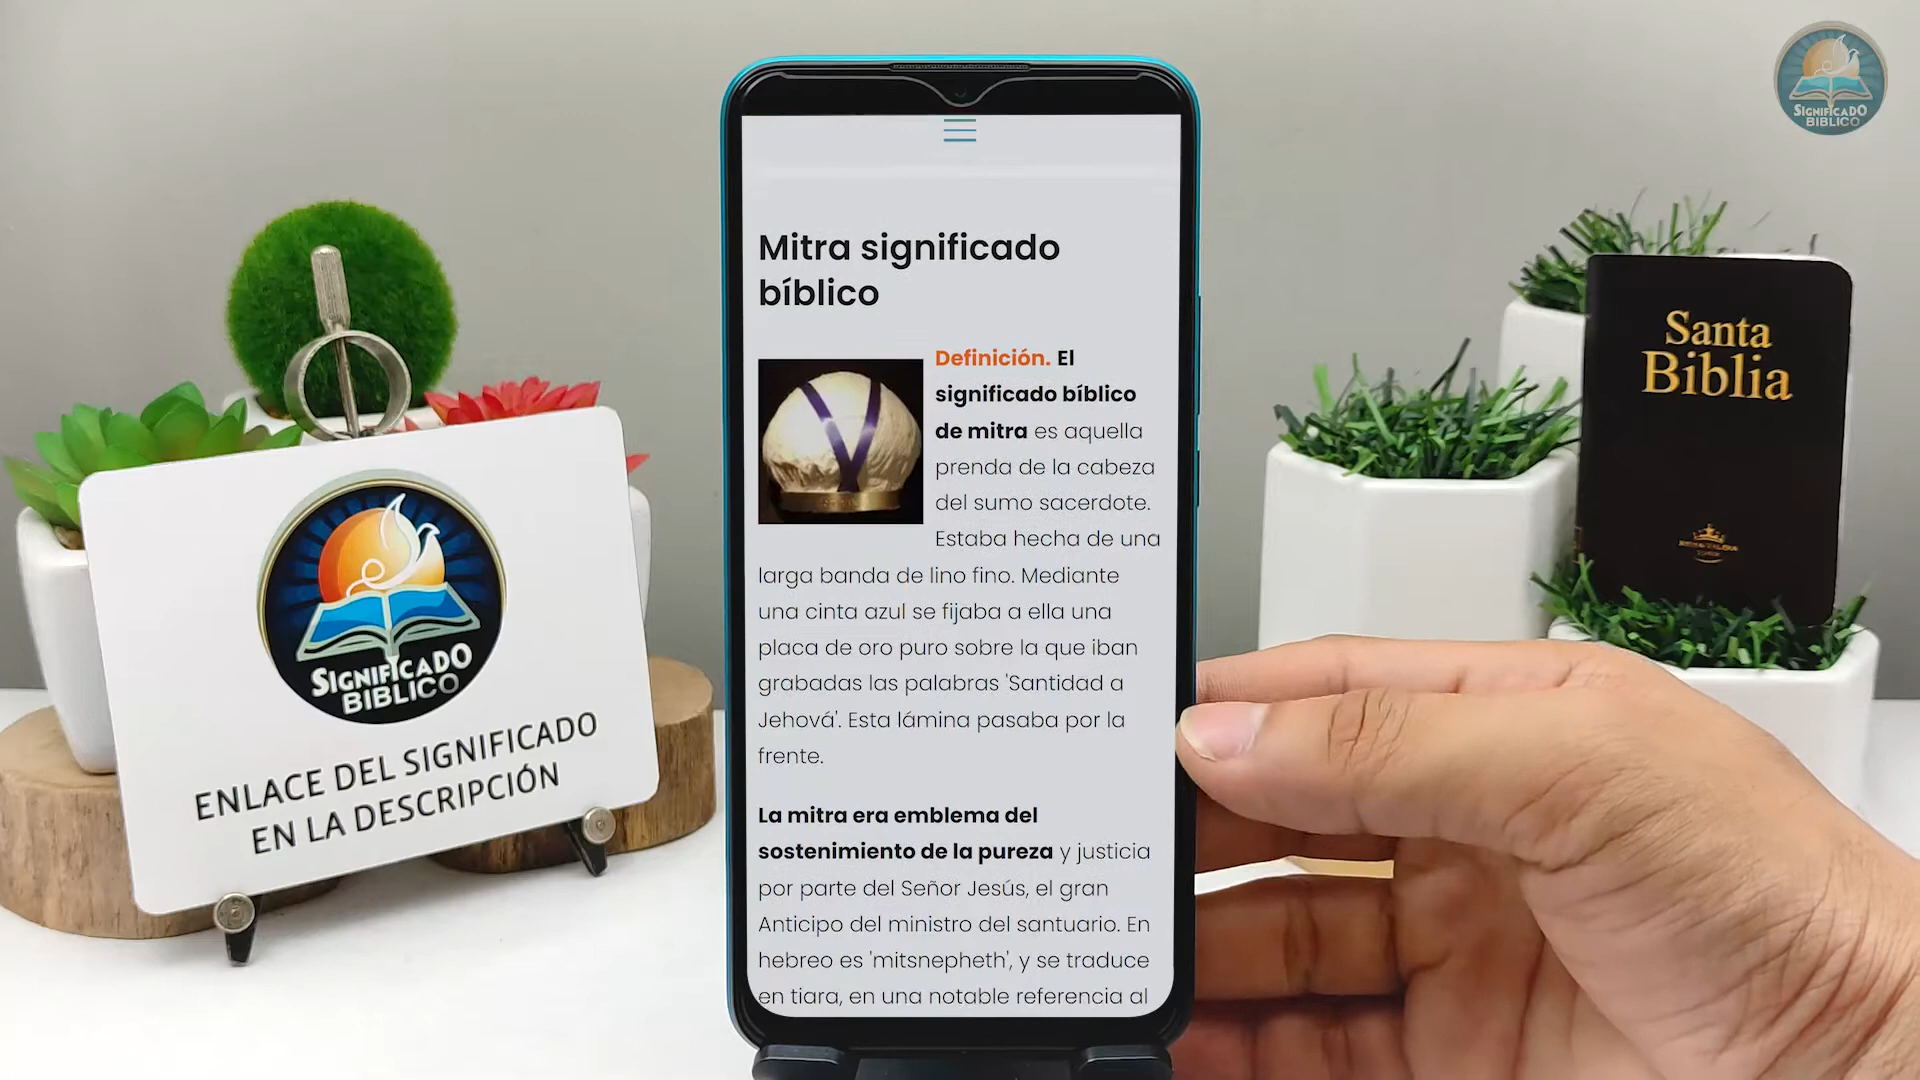 SIGNIFICADO
BIBLICO
Mitra significado
bíblico
Definición. El
significado bíblico
de mitra es aquella
prenda de la cabeza
del sumo sacerdote.
Estaba hecha de una
larga banda de lino fino. Mediante
una cinta azul se fijaba a ella una
placa de oro puro sobre la que iban
grabadas las palabras 'Santidad a
Jehová'. Esta lámina pasaba por la
frente.
La mitra era emblema del
sostenimiento de la pureza y justicia
por parte del Señor Jesús, el gran
Anticipo del ministro del santuario. En
hebreo es 'mitsnepheth', y se traduce
en tiara, en una notable referencia al
SIGNIFICADO
BIBLICO
ENLACE DEL SIGNIFICADO
EN LA DESCRIPCIÓN
Santa
Biblia